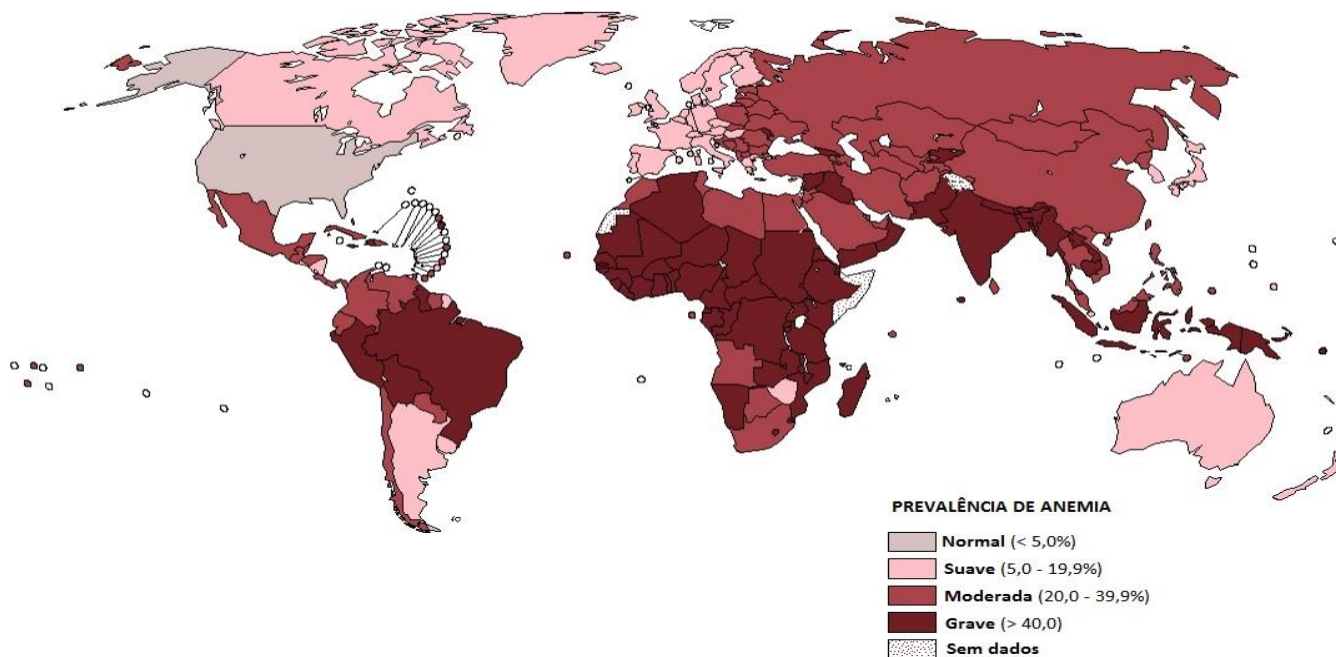 PREVALÊNCIA DE ANEMIA
Normal (< 5,0%)
Suave (5,0 - 19,9%)
Moderada (20,0 - 39,9%)
Grave (> 40,0)
Sem dados